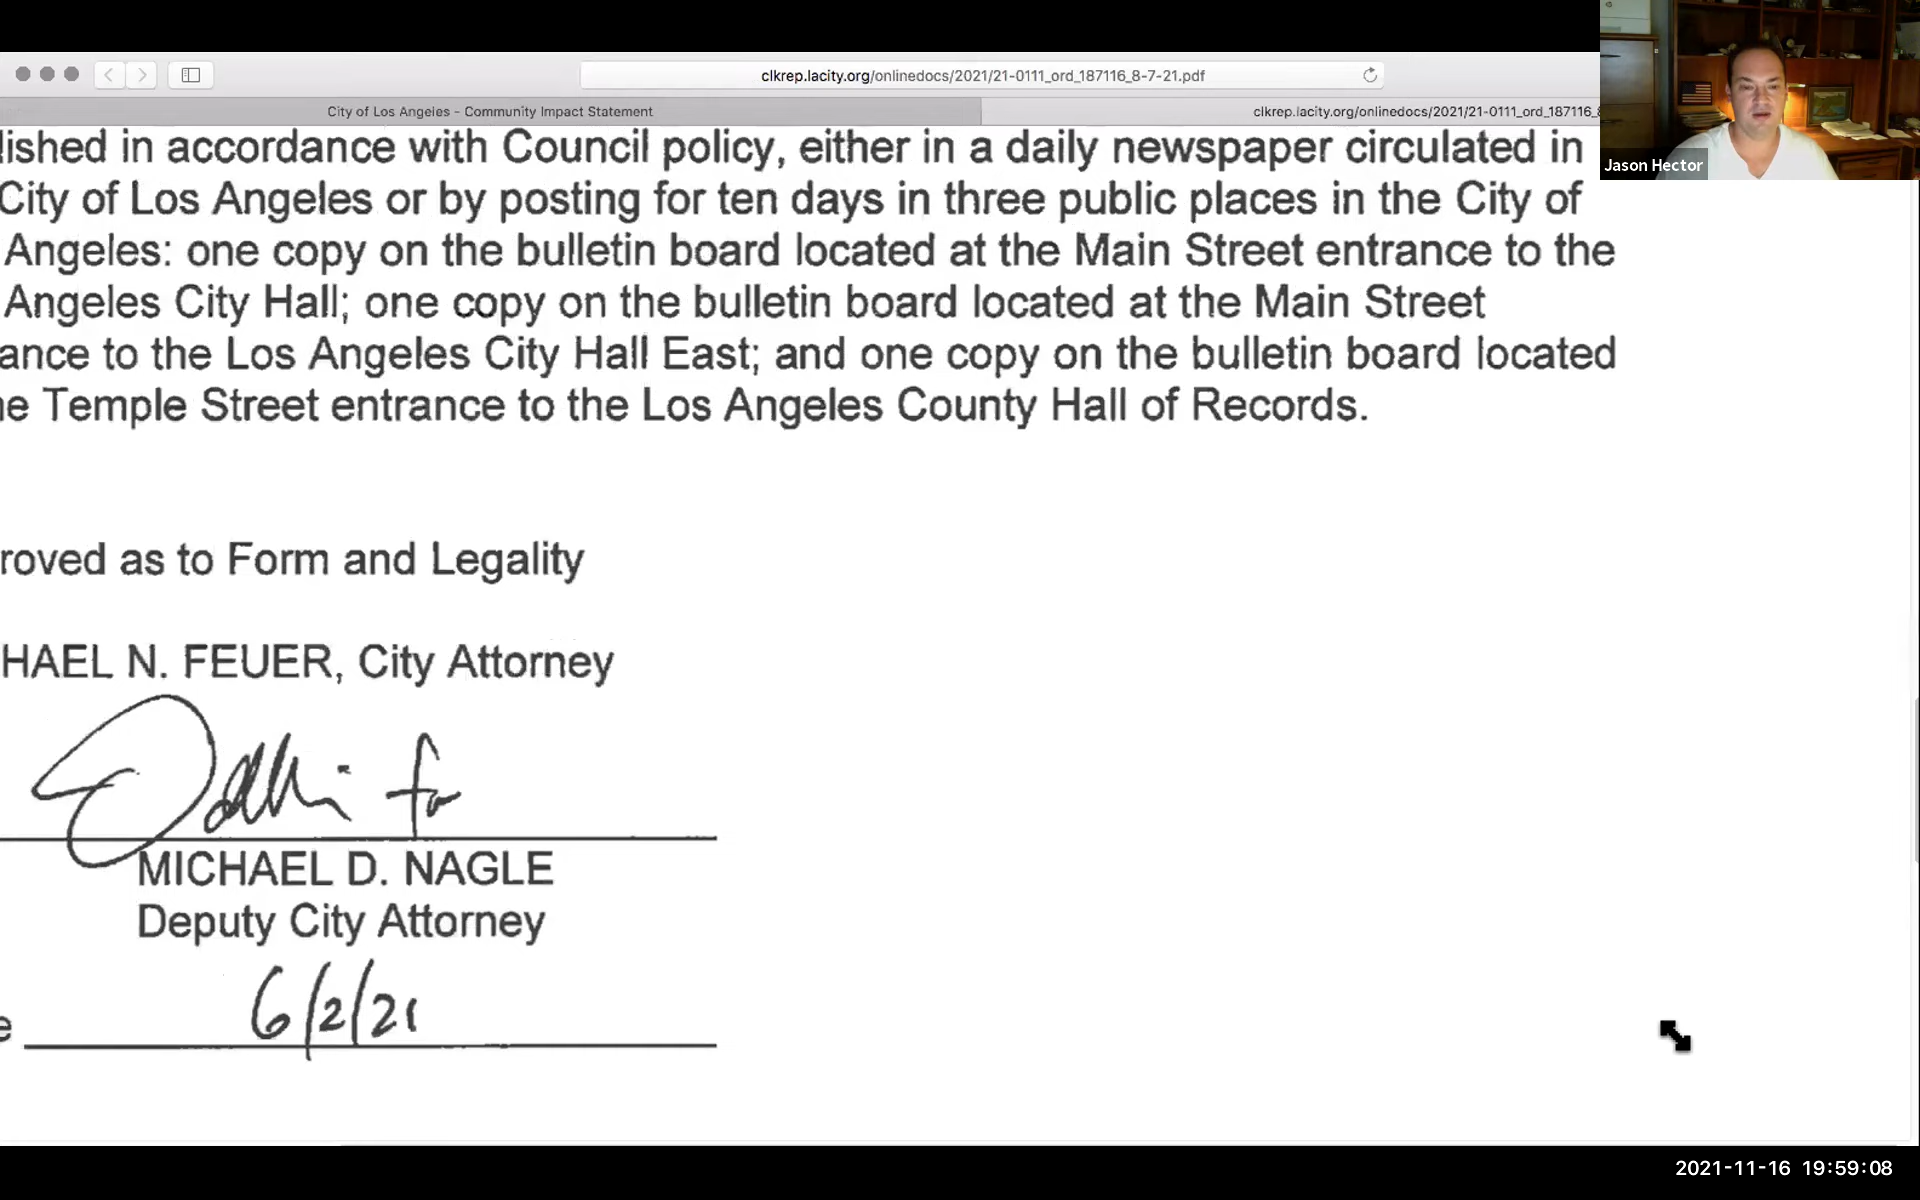 clkrep.lacity.org/onlinedocs/2021/21-0111_ord_187116_8-7-21.pdf
City of Los Angeles – Community Impact Statement
clkrep.lacity.org/onlinedocs/2021/21-0111_ord_187116_8
Jason Hector
lished in accordance with Council policy, either in a daily newspaper circulated in
City of Los Angeles or by posting for ten days in three public places in the City of
Angeles: one copy on the bulletin board located at the Main Street entrance to the
Angeles City Hall; one copy on the bulletin board located at the Main Street
ance to the Los Angeles City Hall East; and one copy on the bulletin board located
ne Temple Street entrance to the Los Angeles County Hall of Records.
roved as to Form and Legality
HAEL N. FEUER, City Attorney
for
MICHAEL D. NAGLE
Deputy City Attorney
e 6/2/21
2021-11-16 19:59:08